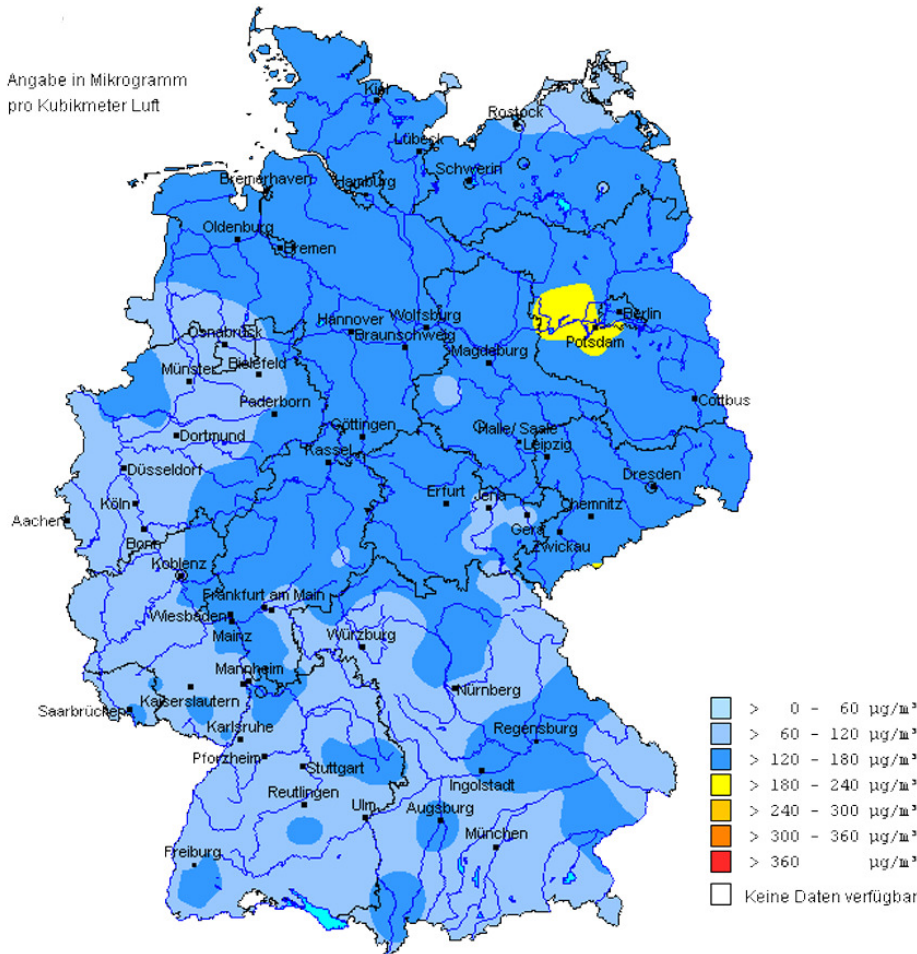 Angabe in Mikrogramm
pro Kubikmeter Luft
Kiel
Rostock
Lübeck
Schwerin
Bremerhaven
Hamburg
Oldenburg
Bremen
Berlin
Hannover
Wolfsburg
Osnabrück
Braunschweig
Potsdam
Magdeburg
Bielefeld
Münster
Cottbus
Paderborn
Göttingen
Halle/ Saale
Dortmund
Leipzig
Kassel
Düsseldorf
Dresden
Erfurt
Jena
Köln
Chemnitz
Aachen
Gera
Bonn
Zwickau
Koblenz
Frankfurt am Main
Wiesbaden
Mainz
Würzburg
Mannheim
Nürnberg
Kaiserslautern
Saarbrücken
Karlsruhe
Regensburg
Pforzheim
Stuttgart
Ingolstadt
Reutlingen
Ulm
Augsburg
München
Freiburg
> 0 - 60 µg/m³
> 60 - 120 µg/m³
> 120 - 180 µg/m³
> 180 - 240 µg/m³
> 240 - 300 µg/m³
> 300 - 360 µg/m³
> 360 µg/m³
Keine Daten verfügbar